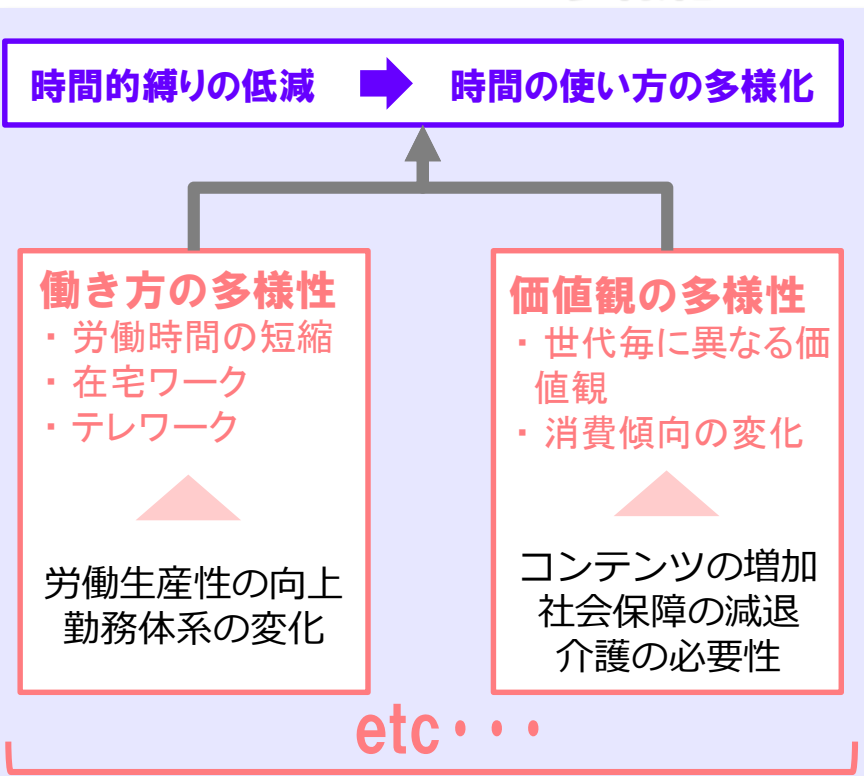 時間的縛りの低減 ➡ 時間の使い方の多様化
働き方の多様性
・労働時間の短縮
・在宅ワーク
・テレワーク
労働生産性の向上
勤務体系の変化
価値観の多様性
・世代毎に異なる価
値観
・消費傾向の変化
コンテンツの増加
社会保障の減退
介護の必要性
etc・・・